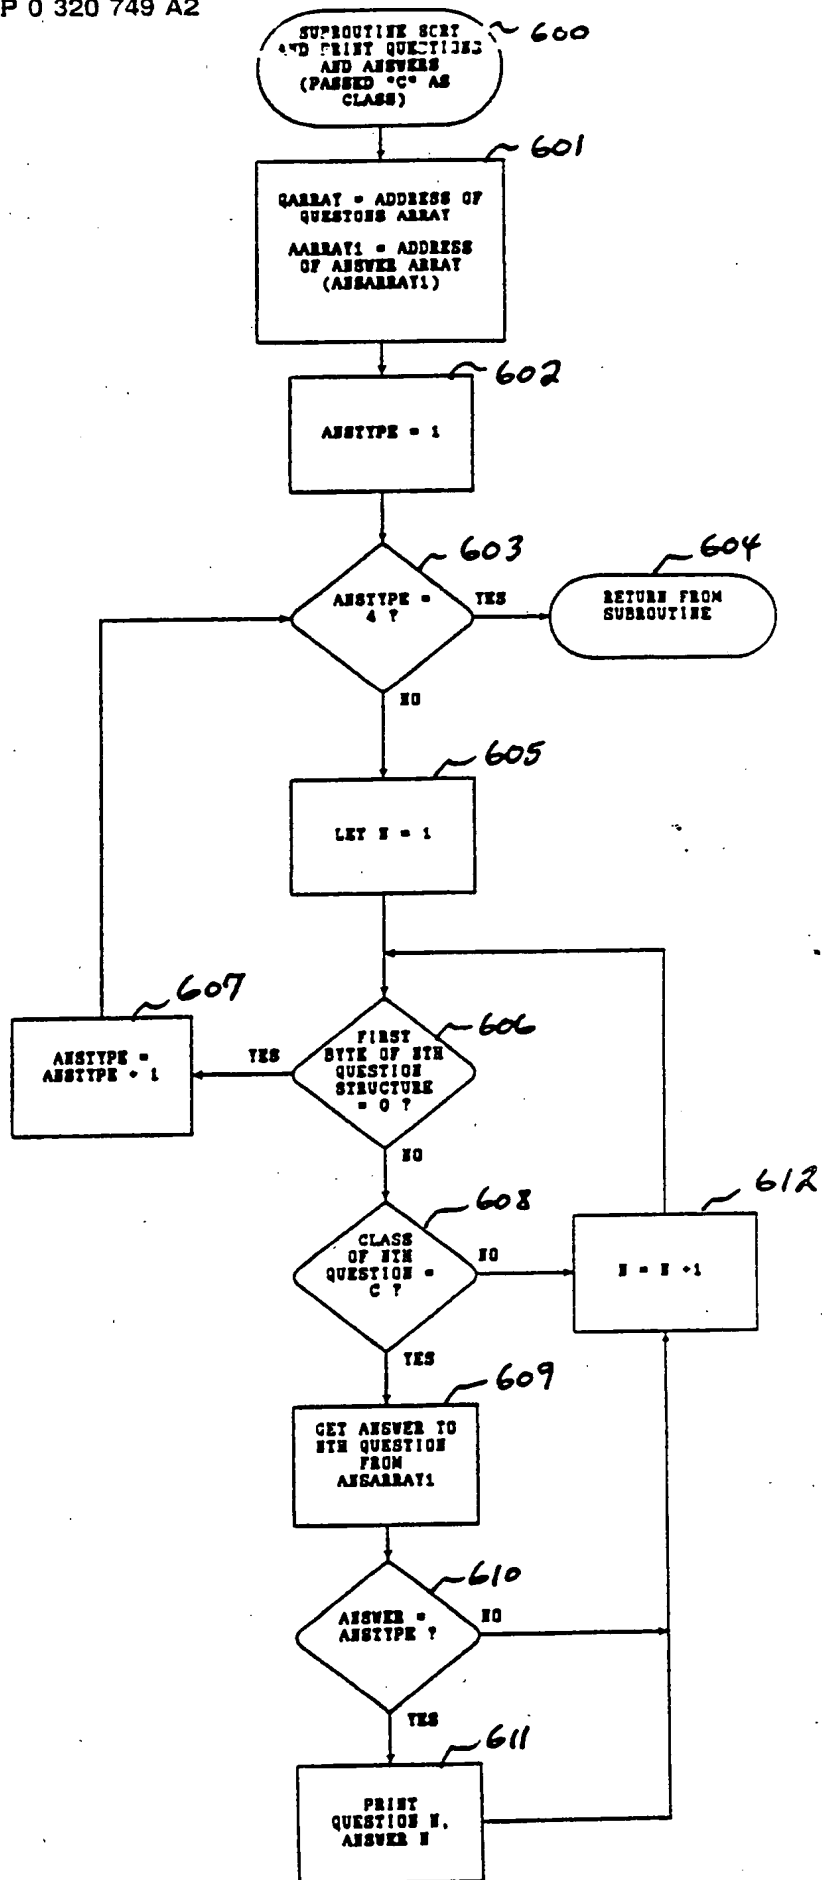 P 0 320 749 A2
SUBROUTINE SORT
AND PRINT QUESTIONS
AND ANSWERS
(PASSED "C" AS
CLASS)
600
601
QARRAY = ADDRESS OF
QUESTONS ARRAY
AARRAY1 = ADDRESS
OF ANSWER ARRAY
(ANSARRAY1)
602
ANSTYPE = 1
603
ANSTYPE =
4 ?
YES
604
RETURN FROM
SUBROUTINE
NO
605
LET N = 1
607
ANSTYPE =
ANSTYPE + 1
YES
606
FIRST
BYTE OF NTH
QUESTION
STRUCTURE
= 0 ?
NO
608
CLASS
OF NTH
QUESTION =
C ?
NO
612
N = N +1
YES
609
GET ANSWER TO
NTH QUESTION
FROM
ANSARRAY1
610
ANSWER =
ANSTYPE ?
NO
YES
611
PRINT
QUESTION N,
ANSWER N